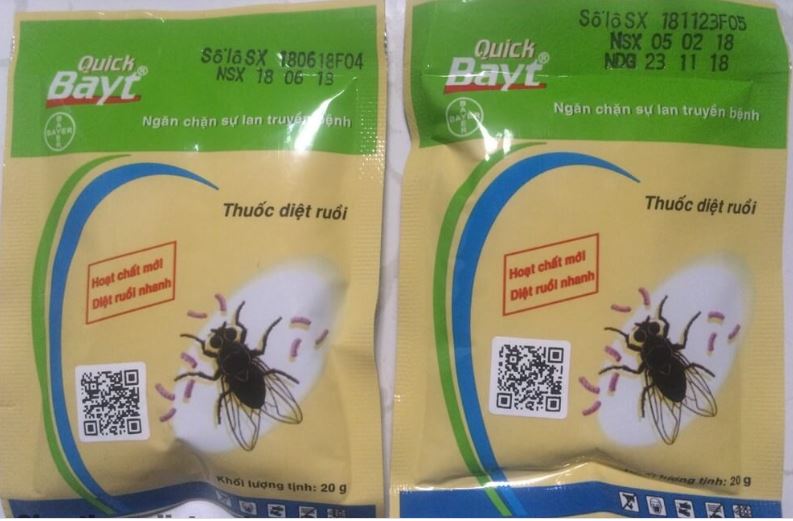 Quick
Bayt®
Số lô SX 180618F04
NSX 18 06 18
BAYER
Ngăn chặn sự lan truyền bệnh
Thuốc diệt ruồi
Hoạt chất mới
Diệt ruồi nhanh
Khối lượng tịnh: 20 g
Quick
Bayt®
Số lô SX 181123F05
NSX 05 02 18
NDG 23 11 18
BAYER
Ngăn chặn sự lan truyền bệnh
Thuốc diệt ruồi
Hoạt chất mới
Diệt ruồi nhanh
lượng tịnh: 20 g